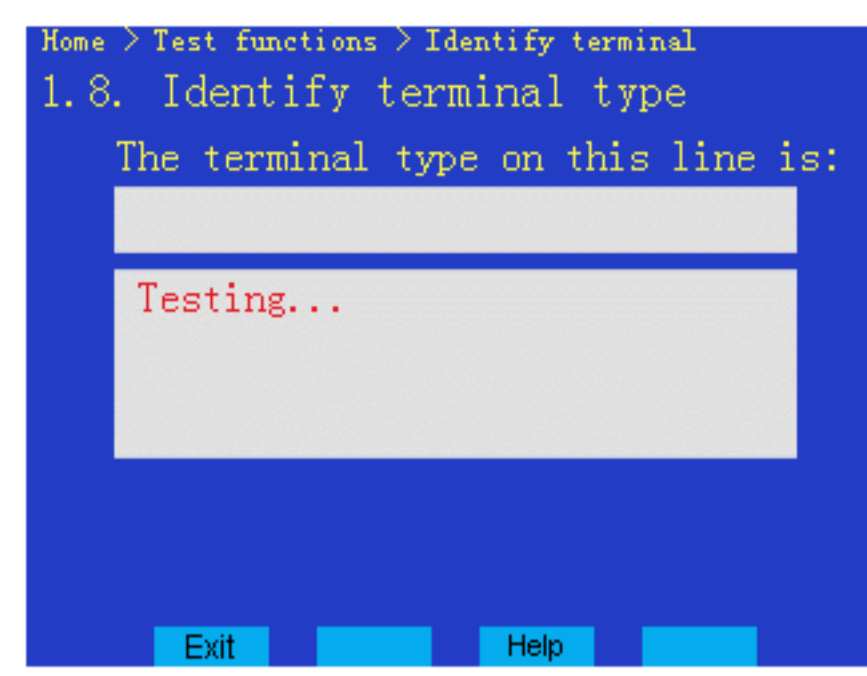 Home > Test functions > Identify terminal
1.8. Identify terminal type
The terminal type on this line is:
Testing...
Exit
Help